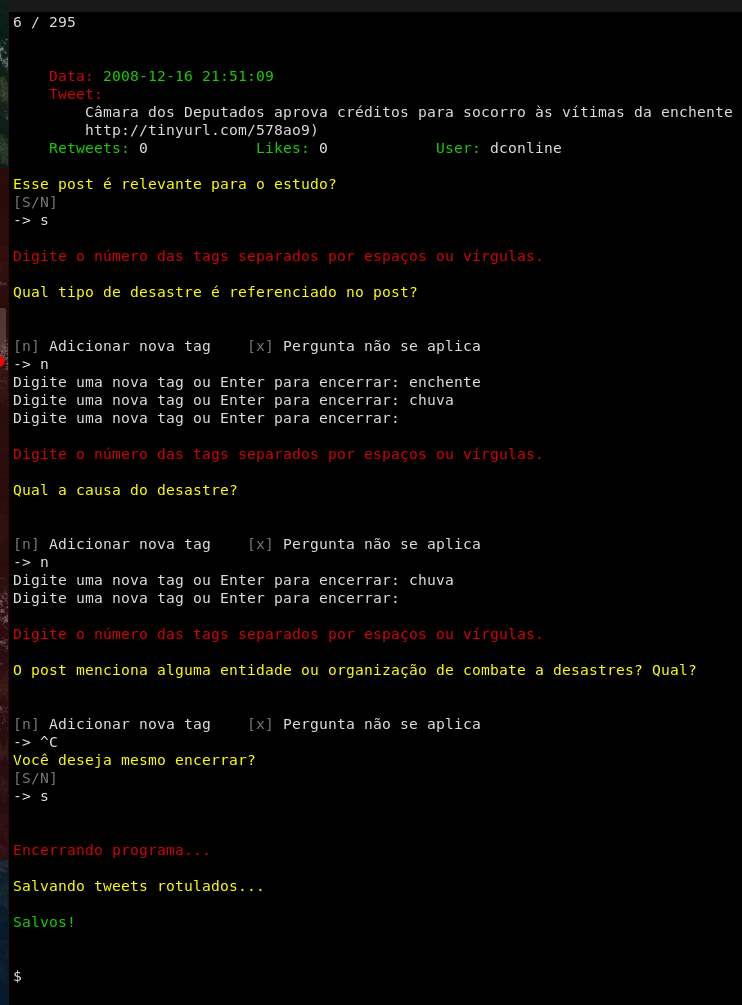 6 / 295
Data: 2008-12-16 21:51:09
Tweet:
Câmara dos Deputados aprova créditos para socorro às vítimas da enchente
http://tinyurl.com/578ao9)
Retweets: 0 Likes: 0 User: dconline
Esse post é relevante para o estudo?
[S/N]
-> s
Digite o número das tags separados por espaços ou vírgulas.
Qual tipo de desastre é referenciado no post?
[n] Adicionar nova tag [x] Pergunta não se aplica
-> n
Digite uma nova tag ou Enter para encerrar: enchente
Digite uma nova tag ou Enter para encerrar: chuva
Digite uma nova tag ou Enter para encerrar:
Digite o número das tags separados por espaços ou vírgulas.
Qual a causa do desastre?
[n] Adicionar nova tag [x] Pergunta não se aplica
-> n
Digite uma nova tag ou Enter para encerrar: chuva
Digite uma nova tag ou Enter para encerrar:
Digite o número das tags separados por espaços ou vírgulas.
O post menciona alguma entidade ou organização de combate a desastres? Qual?
[n] Adicionar nova tag [x] Pergunta não se aplica
-> ^C
Você deseja mesmo encerrar?
[S/N]
-> s
Encerrando programa...
Salvando tweets rotulados...
Salvos!
$